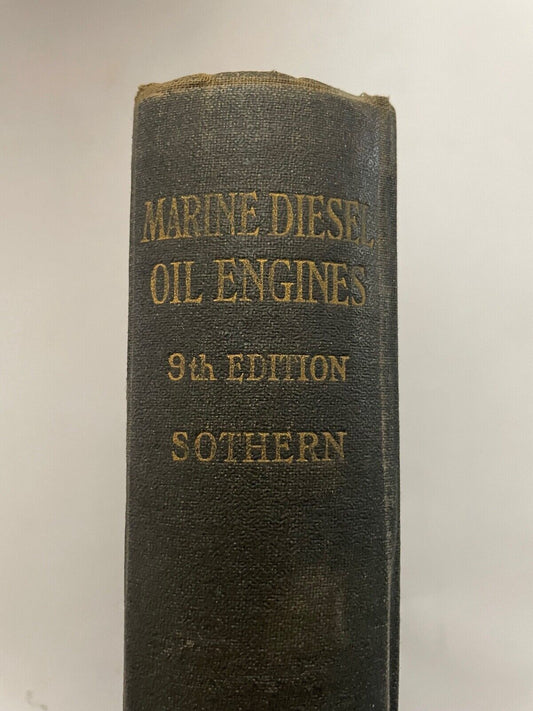 MARINE DIESEL
OIL ENGINES
9th EDITION
SOTHERN